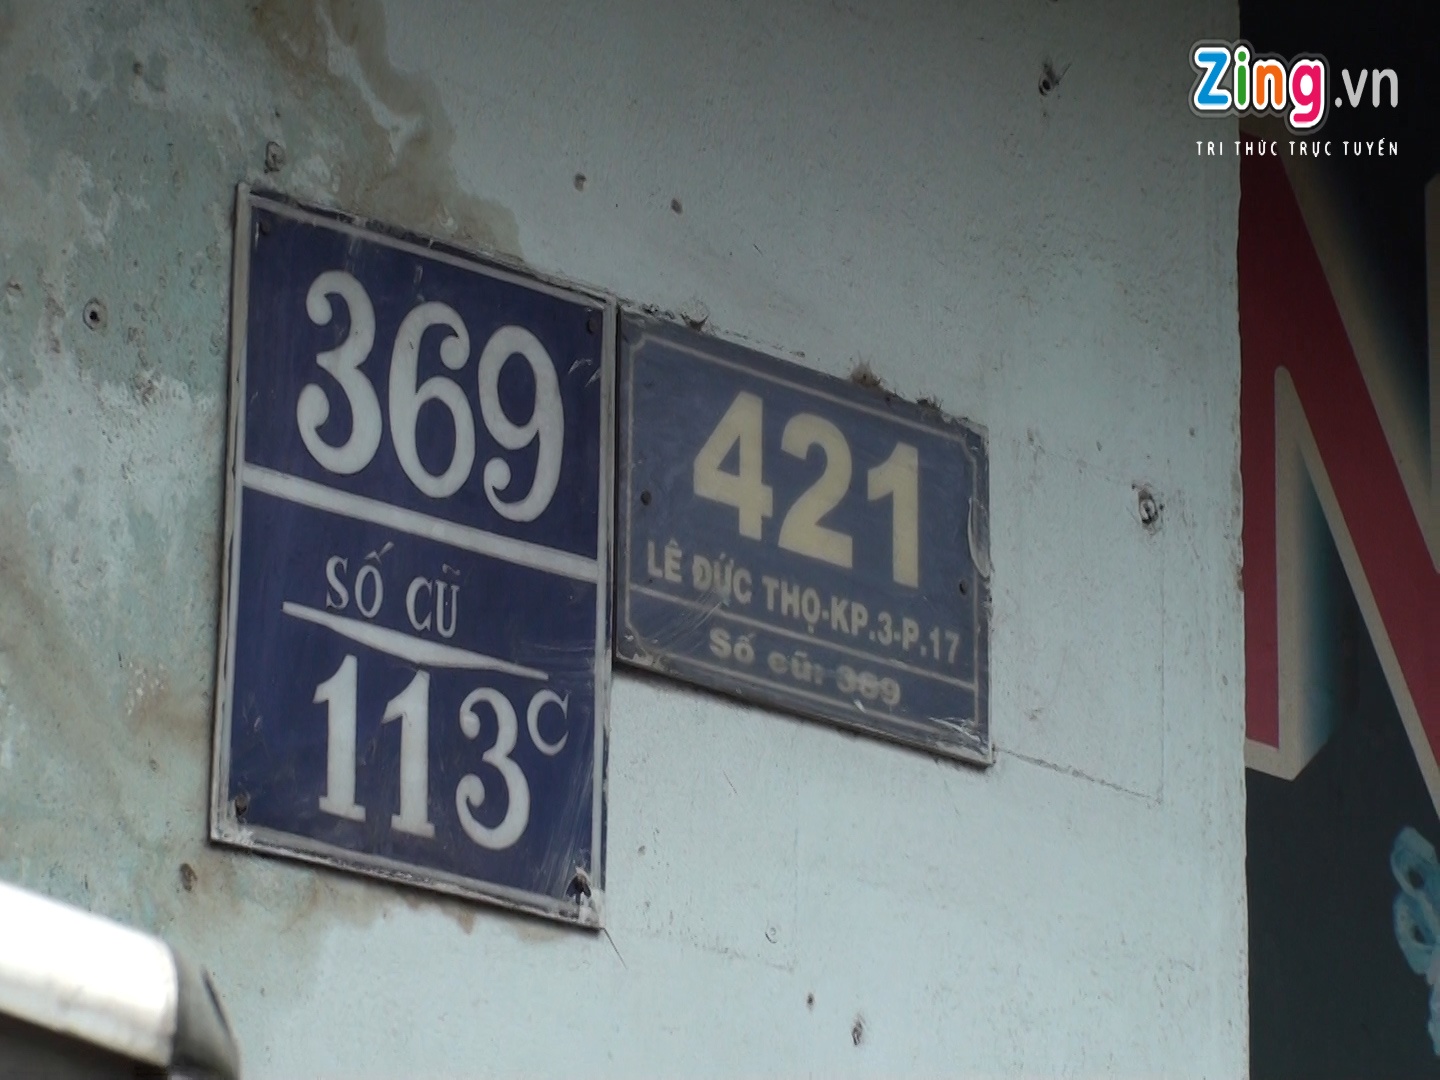 Zing.vn
TRI THỨC TRỰC TUYẾN
369
SỐ CŨ
113C
421
LÊ ĐỨC THỌ-KP.3-P.17
Số cũ: 369
N